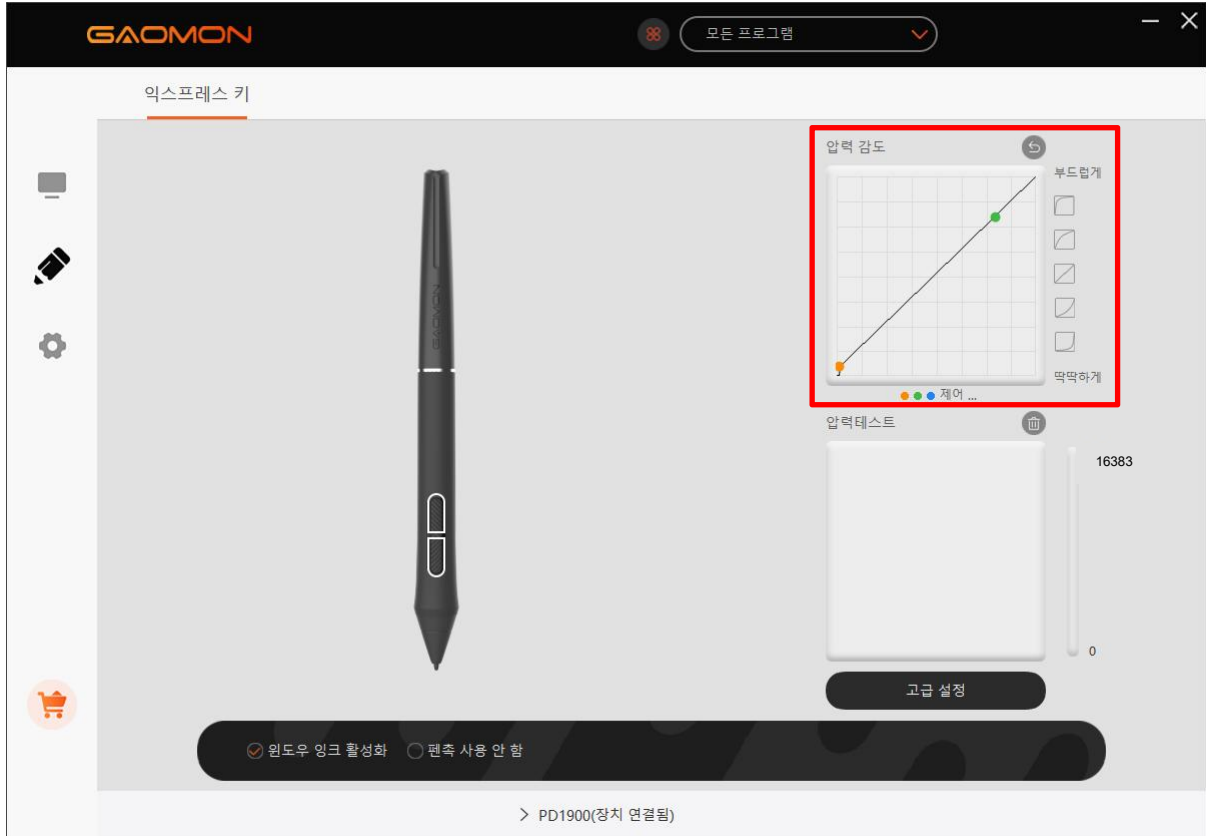 GAOMON
모든 프로그램
익스프레스 키
압력 감도
부드럽게
GAOMON
딱딱하게
제어 ...
압력테스트
16383
0
고급 설정
윈도우 잉크 활성화
펜촉 사용 안 함
PD1900(장치 연결됨)